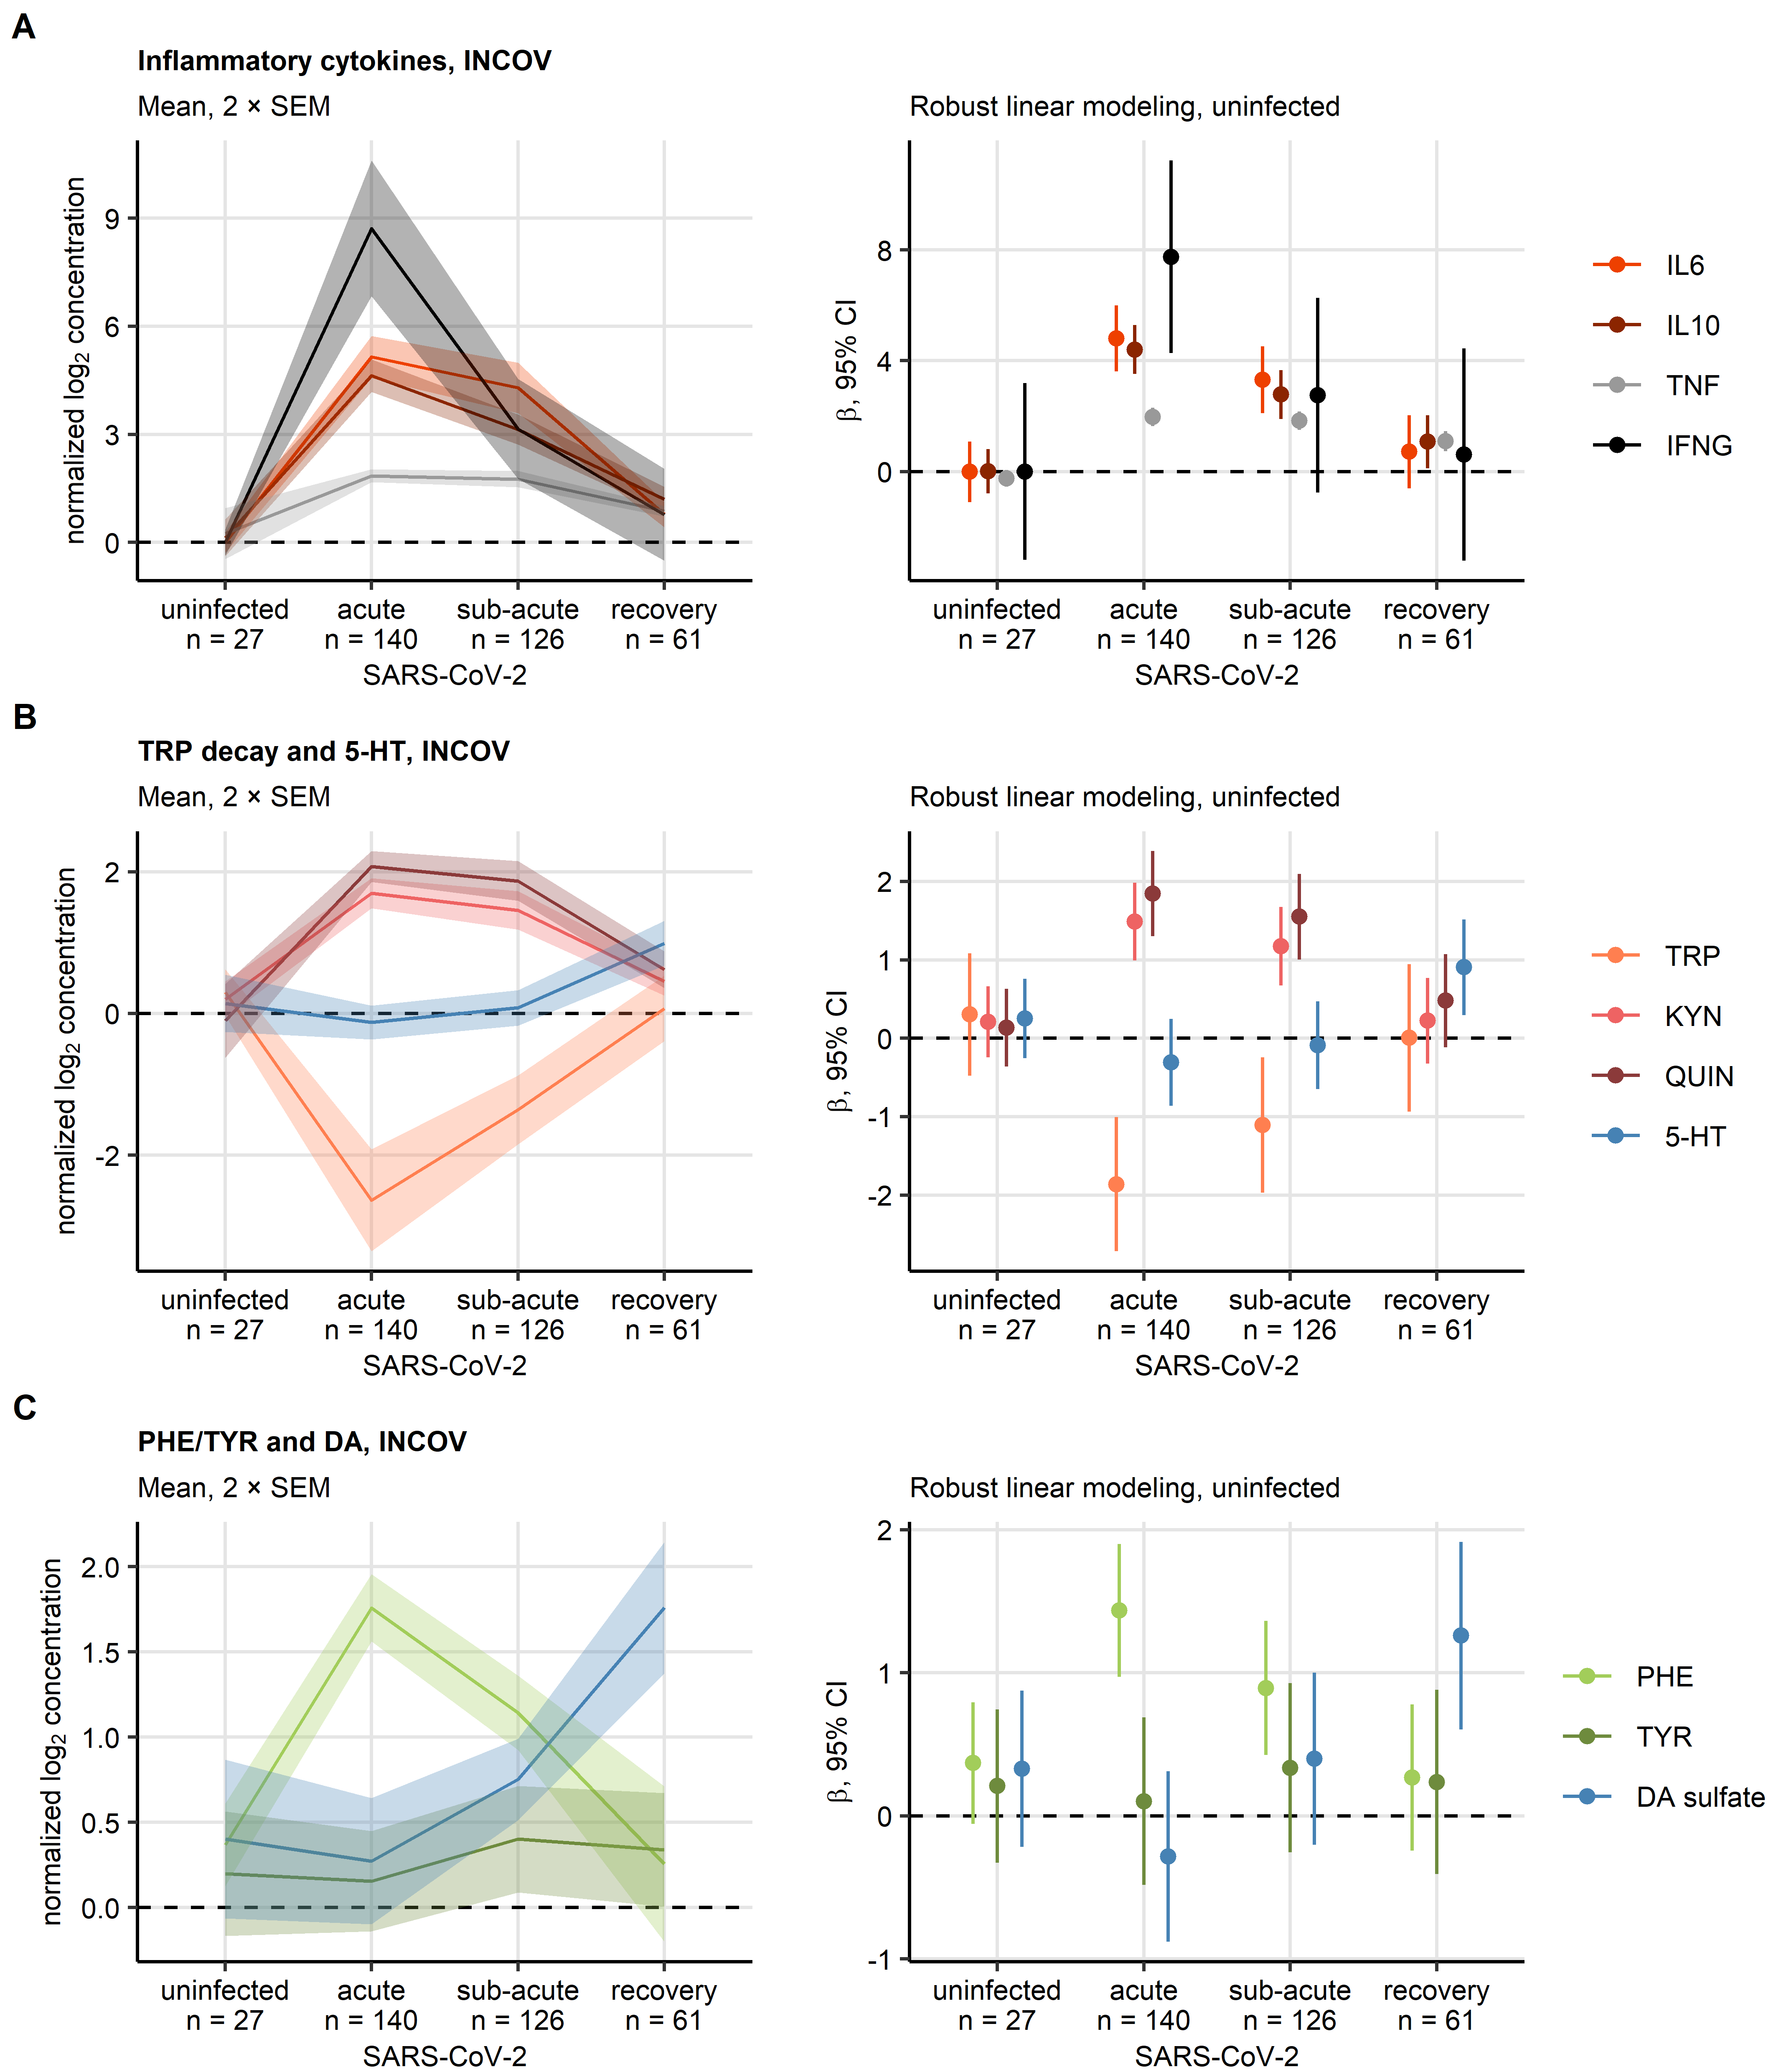 A
Inflammatory cytokines, INCOV
Mean, 2 × SEM
normalized log₂ concentration
9
6
3
0
uninfected acute sub-acute recovery
n = 27 n = 140 n = 126 n = 61
SARS-CoV-2
Robust linear modeling, uninfected
β, 95% CI
8
4
0
uninfected acute sub-acute recovery
n = 27 n = 140 n = 126 n = 61
SARS-CoV-2
IL6
IL10
TNF
IFNG
B
TRP decay and 5-HT, INCOV
Mean, 2 × SEM
normalized log₂ concentration
2
0
-2
uninfected acute sub-acute recovery
n = 27 n = 140 n = 126 n = 61
SARS-CoV-2
Robust linear modeling, uninfected
β, 95% CI
2
1
0
-1
-2
uninfected acute sub-acute recovery
n = 27 n = 140 n = 126 n = 61
SARS-CoV-2
TRP
KYN
QUIN
5-HT
C
PHE/TYR and DA, INCOV
Mean, 2 × SEM
normalized log₂ concentration
2.0
1.5
1.0
0.5
0.0
uninfected acute sub-acute recovery
n = 27 n = 140 n = 126 n = 61
SARS-CoV-2
Robust linear modeling, uninfected
β, 95% CI
2
1
0
-1
uninfected acute sub-acute recovery
n = 27 n = 140 n = 126 n = 61
SARS-CoV-2
PHE
TYR
DA sulfate